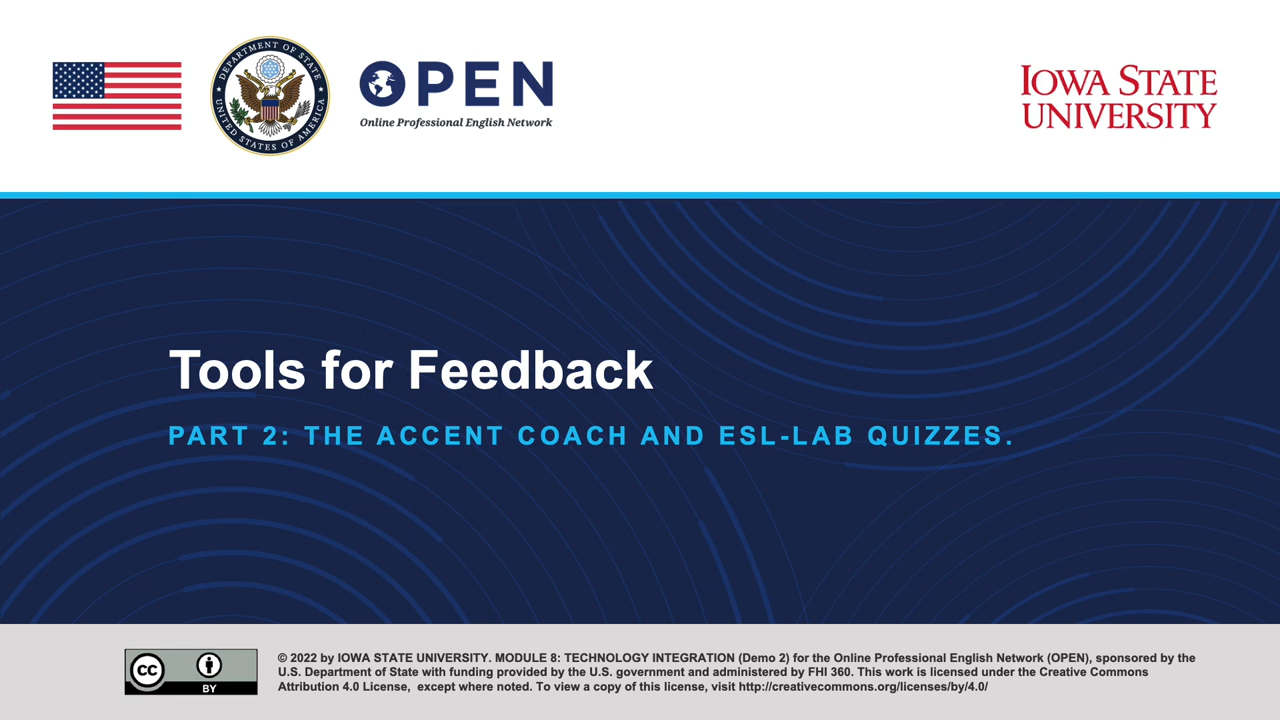 DEPARTMENT OF STATE
UNITED STATES OF AMERICA
OPEN
Online Professional English Network
IOWA STATE
UNIVERSITY
Tools for Feedback
PART 2: THE ACCENT COACH AND ESL-LAB QUIZZES.
CC
BY
© 2022 by IOWA STATE UNIVERSITY. MODULE 8: TECHNOLOGY INTEGRATION (Demo 2) for the Online Professional English Network (OPEN), sponsored by the
U.S. Department of State with funding provided by the U.S. government and administered by FHI 360. This work is licensed under the Creative Commons
Attribution 4.0 License, except where noted. To view a copy of this license, visit http://creativecommons.org/licenses/by/4.0/